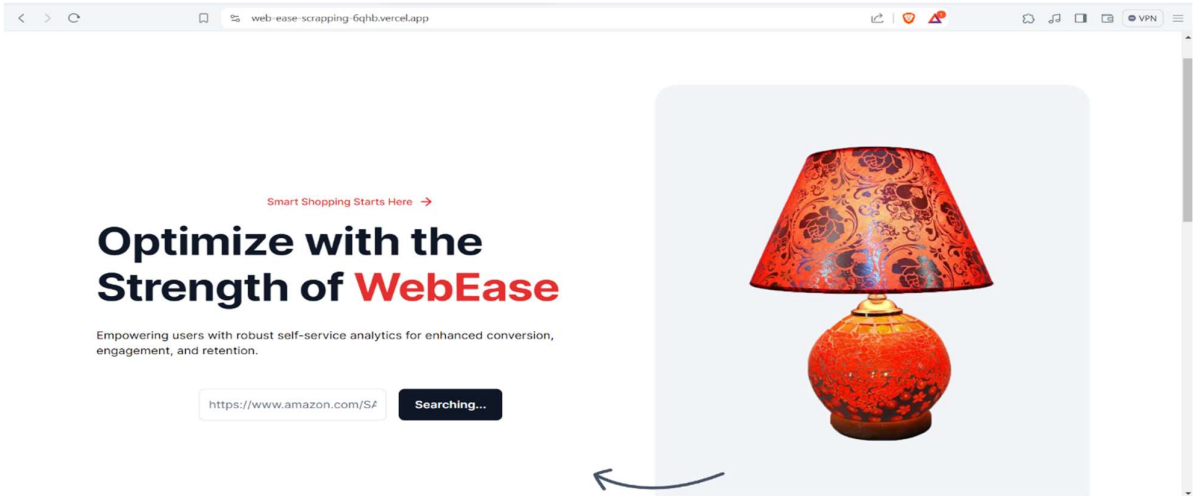 web-ease-scrapping-6qhb.vercel.app
VPN
Smart Shopping Starts Here →
Optimize with the
Strength of WebEase
Empowering users with robust self-service analytics for enhanced conversion,
engagement, and retention.
https://www.amazon.com/SA
Searching...